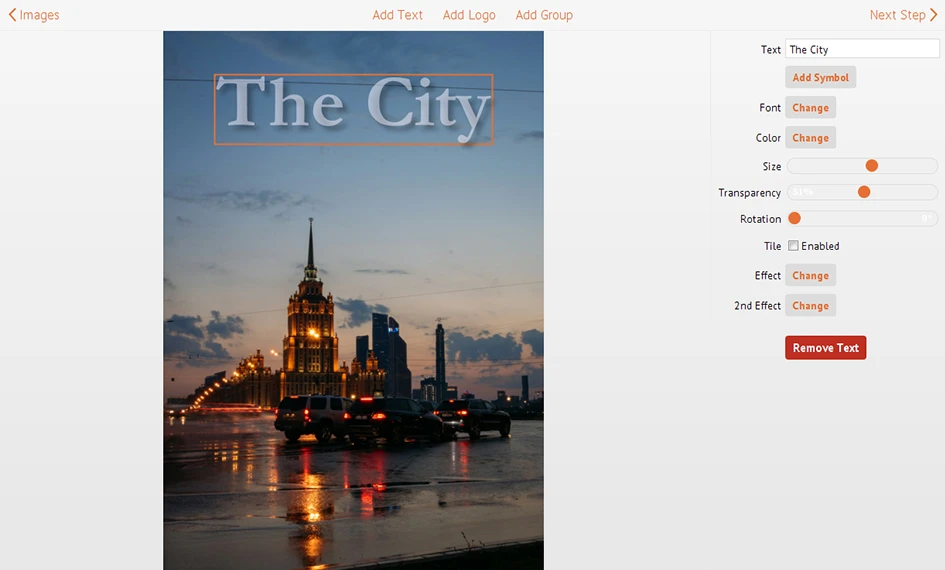 Images
Add Text
Add Logo
Add Group
Next Step
The City
Text
The City
Add Symbol
Font
Change
Color
Change
Size
Transparency
51%
Rotation
0°
Tile
Enabled
Effect
Change
2nd Effect
Change
Remove Text